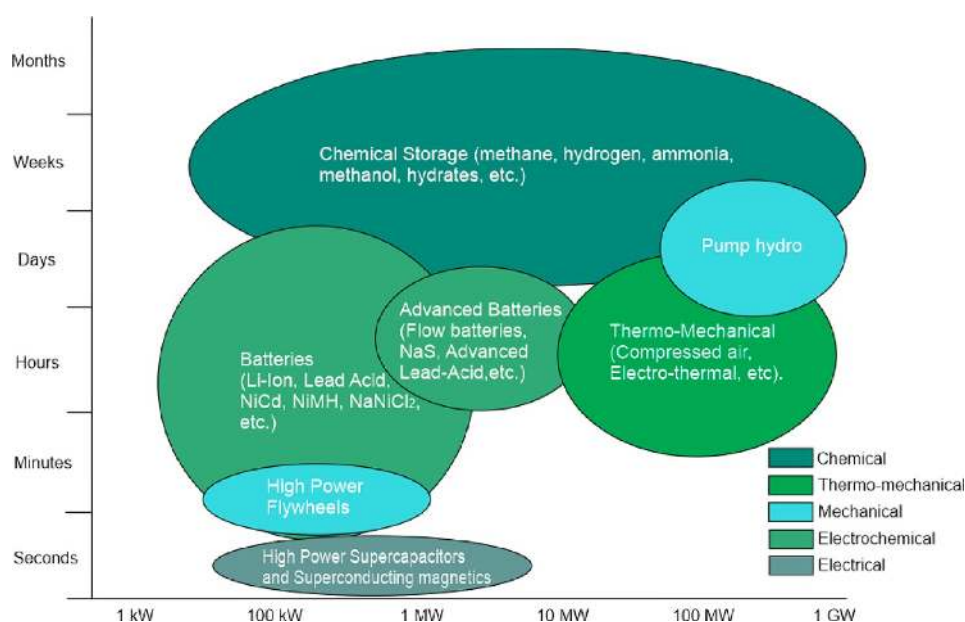 Months
Weeks
Days
Hours
Minutes
Seconds
Chemical Storage (methane, hydrogen, ammonia,
methanol, hydrates, etc.)
Pump hydro
Advanced Batteries
(Flow batteries,
NaS, Advanced
Lead-Acid,etc.)
Thermo-Mechanical
(Compressed air,
Electro-thermal, etc).
Batteries
(Li-Ion, Lead Acid,
NiCd, NiMH, NaNiCl₂,
etc.)
High Power
Flywheels
High Power Supercapacitors
and Superconducting magnetics
Chemical
Thermo-mechanical
Mechanical
Electrochemical
Electrical
1 kW 100 kW 1 MW 10 MW 100 MW 1 GW